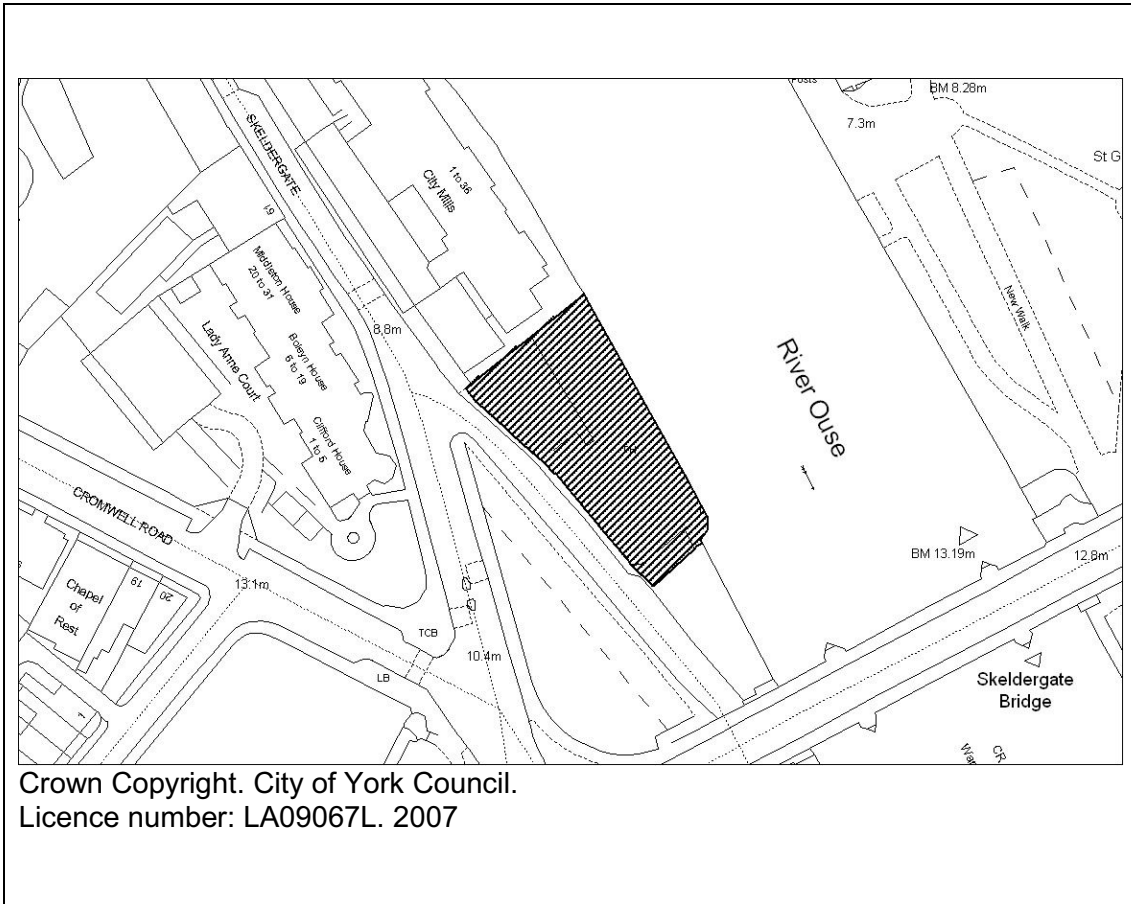 Posts
BM 8.28m
7.3m
St G
SKELDERGATE
1 to 36
City Mills
61
Middleton House
20 to 31
Boleyn House
6 to 19
Clifford House
1 to 5
Lady Anne Court
8.8m
New Walk
River Ouse
PH
CROMWELL ROAD
13.1m
Chapel
of
Rest
19
20
TCB
LB
10.4m
1
BM 13.19m
12.8m
Skeldergate
Bridge
CR
War
Crown Copyright. City of York Council.
Licence number: LA09067L. 2007